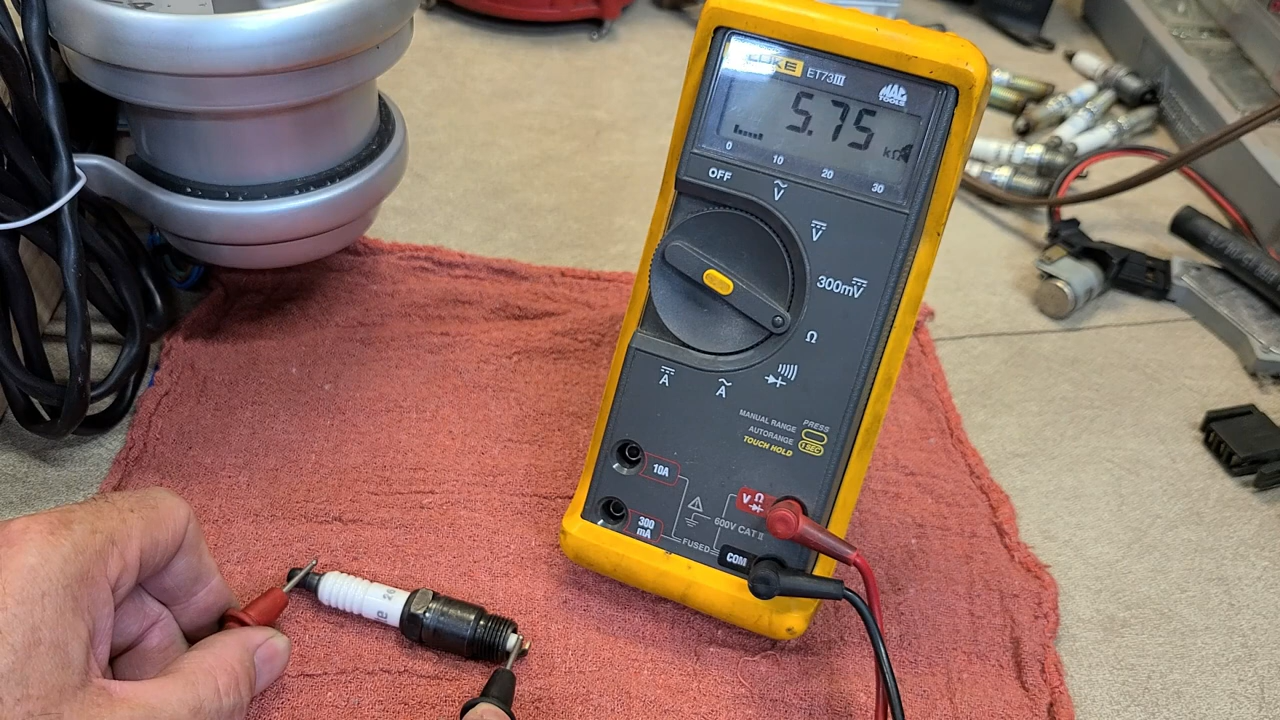 FLUKE ET73III
MAC
TOOLS
5.75
kΩ
0 10 20 30
OFF
Ṽ
V
300mV
Ω
A
A
MANUAL RANGE PRESS
AUTORANGE
TOUCH HOLD 1 SEC
10A
V Ω
300
mA
600V CAT II
FUSED
COM
26